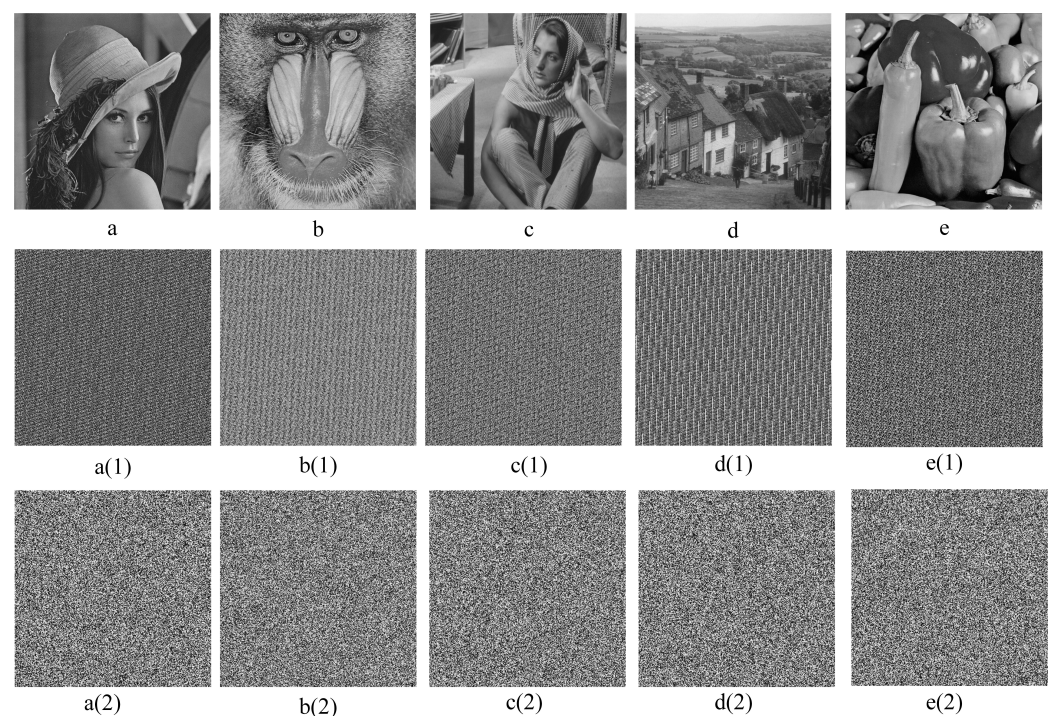 a b c d e
a(1) b(1) c(1) d(1) e(1)
a(2) b(2) c(2) d(2) e(2)